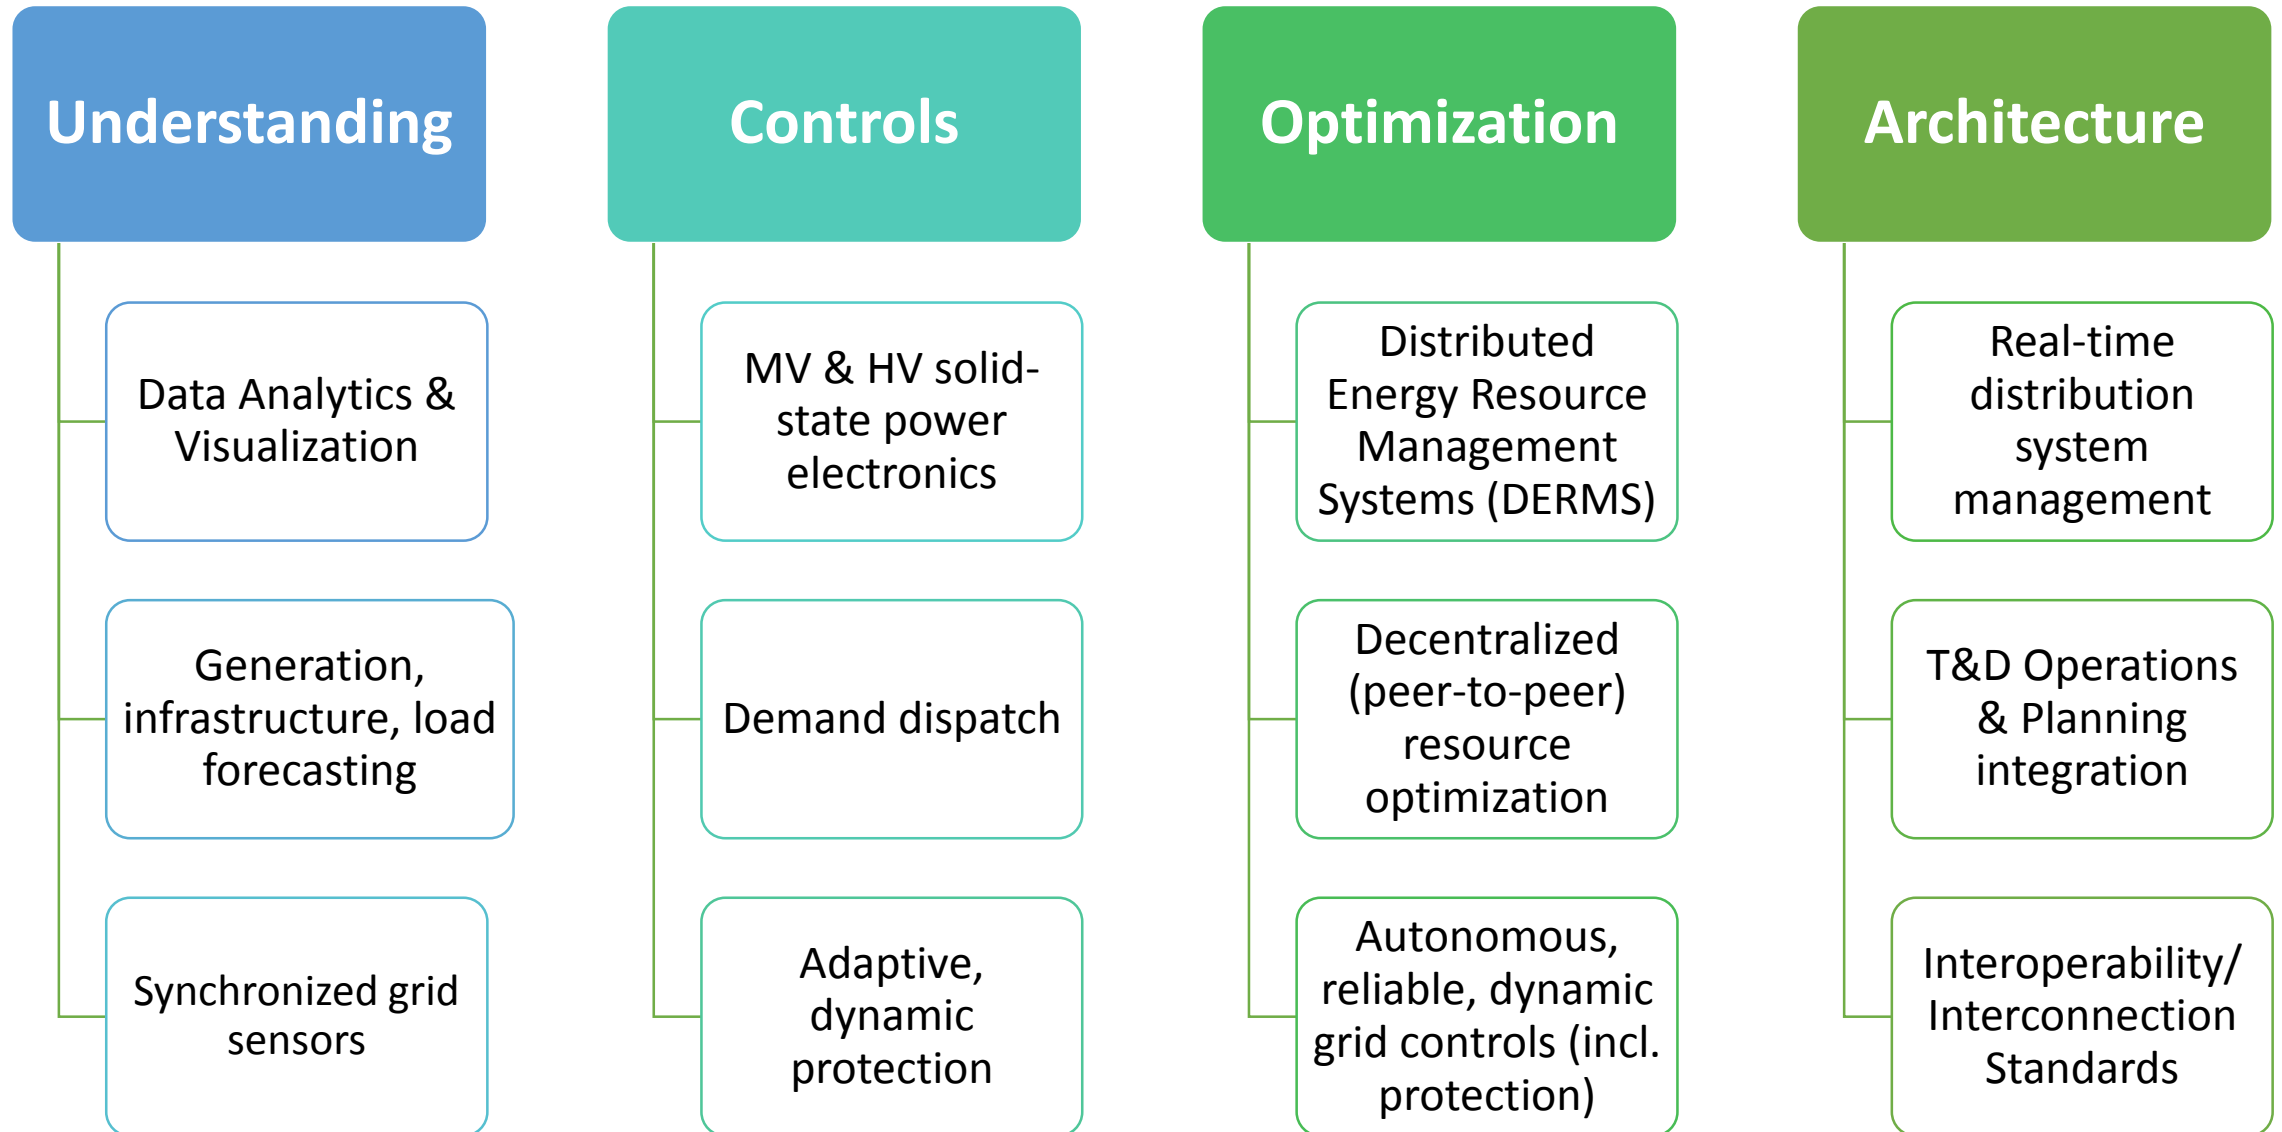 Understanding
Data Analytics &
Visualization
Generation,
infrastructure, load
forecasting
Synchronized grid
sensors
Controls
MV & HV solid-
state power
electronics
Demand dispatch
Adaptive,
dynamic
protection
Optimization
Distributed
Energy Resource
Management
Systems (DERMS)
Decentralized
(peer-to-peer)
resource
optimization
Autonomous,
reliable, dynamic
grid controls (incl.
protection)
Architecture
Real-time
distribution
system
management
T&D Operations
& Planning
integration
Interoperability/
Interconnection
Standards